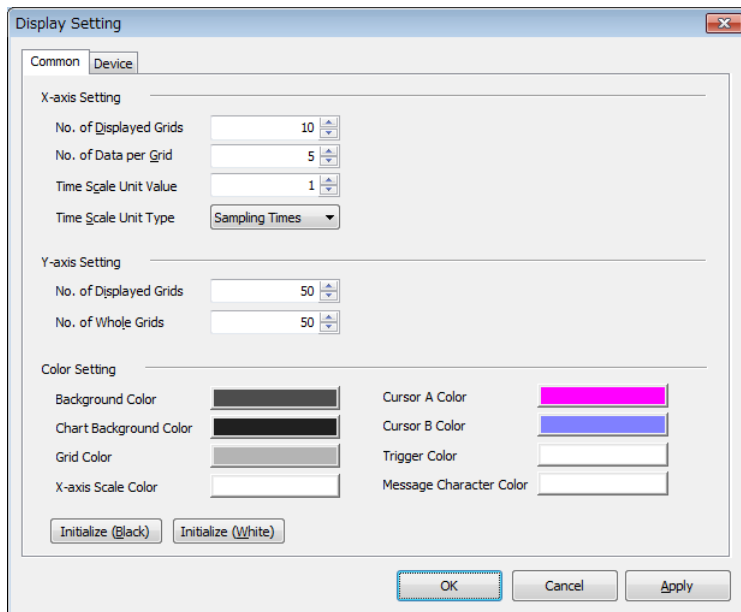 Display Setting
Common Device
X-axis Setting
No. of Displayed Grids 10
No. of Data per Grid 5
Time Scale Unit Value 1
Time Scale Unit Type Sampling Times
Y-axis Setting
No. of Displayed Grids 50
No. of Whole Grids 50
Color Setting
Background Color Cursor A Color
Chart Background Color Cursor B Color
Grid Color Trigger Color
X-axis Scale Color Message Character Color
Initialize (Black) Initialize (White)
OK Cancel Apply